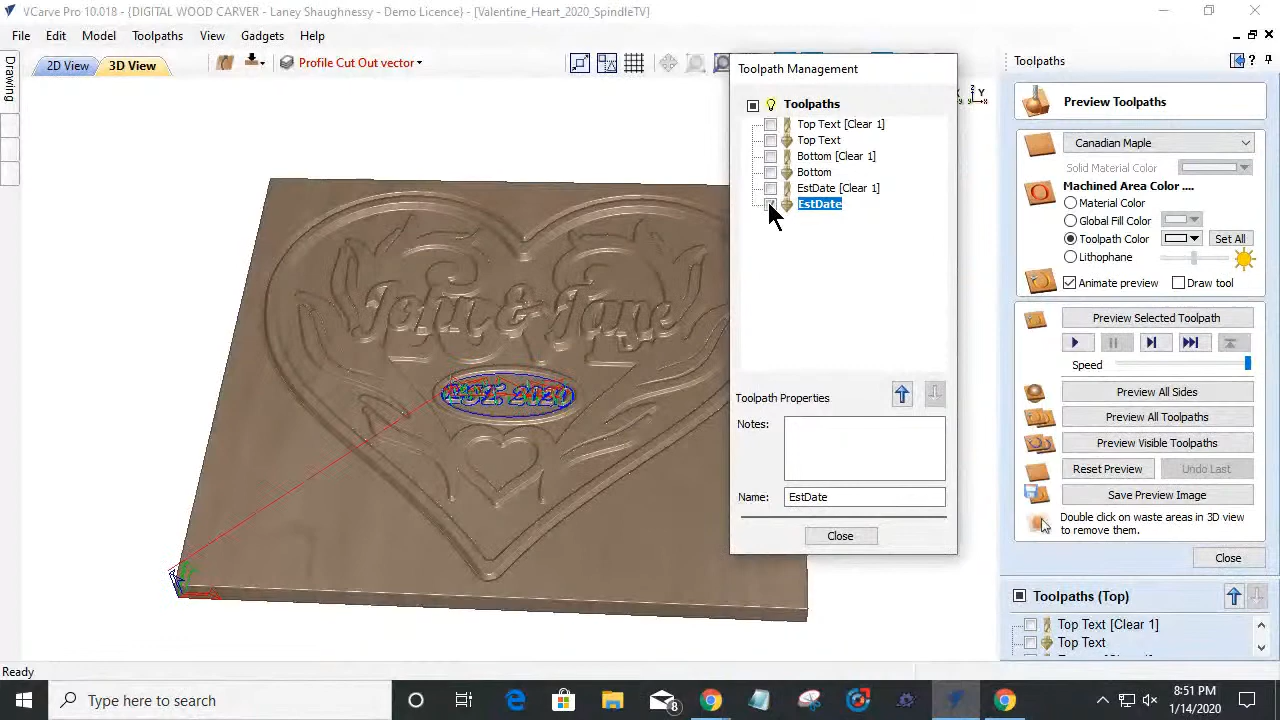 VCarve Pro 10.018 - {DIGITAL WOOD CARVER - Laney Shaughnessy - Demo Licence} - [Valentine_Heart_2020_SpindleTV]
File Edit Model Toolpaths View Gadgets Help
2D View 3D View Profile Cut Out vector
Drawing
Toolpath Management
Toolpaths
Top Text [Clear 1]
Top Text
Bottom [Clear 1]
Bottom
EstDate [Clear 1]
EstDate
Toolpath Properties
Notes:
Name: EstDate
Close
John & Jane
EST. 2020
Toolpaths
Preview Toolpaths
Canadian Maple
Solid Material Color
Machined Area Color ....
Material Color
Global Fill Color
Toolpath Color Set All
Lithophane
Animate preview Draw tool
Preview Selected Toolpath
Speed
Preview All Sides
Preview All Toolpaths
Preview Visible Toolpaths
Reset Preview Undo Last
Save Preview Image
Double click on waste areas in 3D view
to remove them.
Close
Toolpaths (Top)
Top Text [Clear 1]
Top Text
Ready
Type here to search
8
8:51 PM
1/14/2020